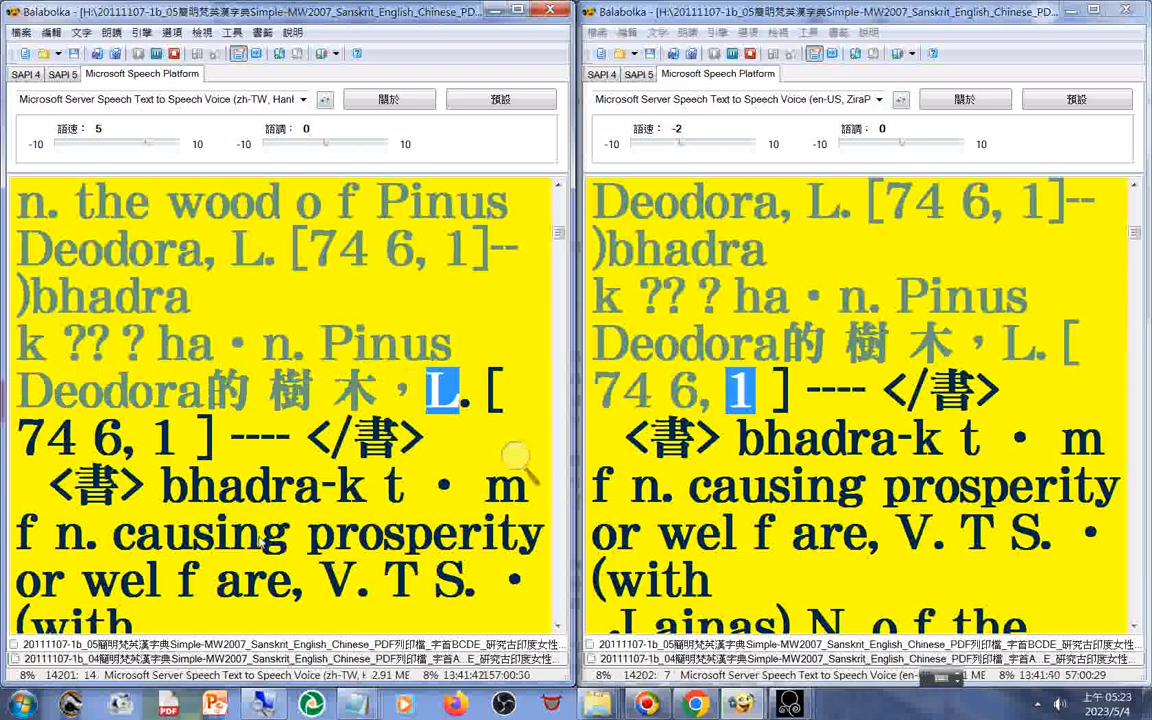 Balabolka - [H:\20111107-1b_05簡明梵英漢字典Simple-MW2007_Sanskrit_English_Chinese_PD...
檔案 編輯 文字 朗讀 引擎 選項 檢視 工具 書籤 說明
SAPI 4 SAPI 5 Microsoft Speech Platform
Microsoft Server Speech Text to Speech Voice (zh-TW, Hanl
關於
預設
語速： 5
語調： 0
-10 10 -10 10
n. the wood o f Pinus
Deodora, L. [74 6, 1]--
)bhadra
k ?? ? ha • n. Pinus
Deodora的 樹 木，L. [
74 6, 1 ] ---- </書>
<書> bhadra-k t • m
f n. causing prosperity
or wel f are, V. T S. •
(with
20111107-1b_05簡明梵英漢字典Simple-MW2007_Sanskrit_English_Chinese_PDF列印檔_字首BCDE_研究古印度女性...
20111107-1b_04簡明梵英漢字典Simple-MW2007_Sanskrit_English_Chinese_PDF列印檔_字首A...E_研究古印度女性...
8% 14201: 14 Microsoft Server Speech Text to Speech Voice (zh-TW, 2.91 ME 8% 13:41:42 157:00:30
Balabolka - [H:\20111107-1b_05簡明梵英漢字典Simple-MW2007_Sanskrit_English_Chinese_PD...
檔案 編輯 文字 朗讀 引擎 選項 檢視 工具 書籤 說明
SAPI 4 SAPI 5 Microsoft Speech Platform
Microsoft Server Speech Text to Speech Voice (en-US, ZiraP
關於
預設
語速： -2
語調： 0
-10 10 -10 10
Deodora, L. [74 6, 1]--
)bhadra
k ?? ? ha • n. Pinus
Deodora的 樹 木，L. [
74 6, 1 ] ---- </書>
<書> bhadra-k t • m
f n. causing prosperity
or wel f are, V. T S. •
(with
Jainas) N. o f the
20111107-1b_05簡明梵英漢字典Simple-MW2007_Sanskrit_English_Chinese_PDF列印檔_字首BCDE_研究古印度女性...
20111107-1b_04簡明梵英漢字典Simple-MW2007_Sanskrit_English_Chinese_PDF列印檔_字首A...E_研究古印度女性...
8% 14202: 7 Microsoft Server Speech Text to Speech Voice (en-U 8% 13:41:40 57:00:29
PDF
上午 05:23
2023/5/4